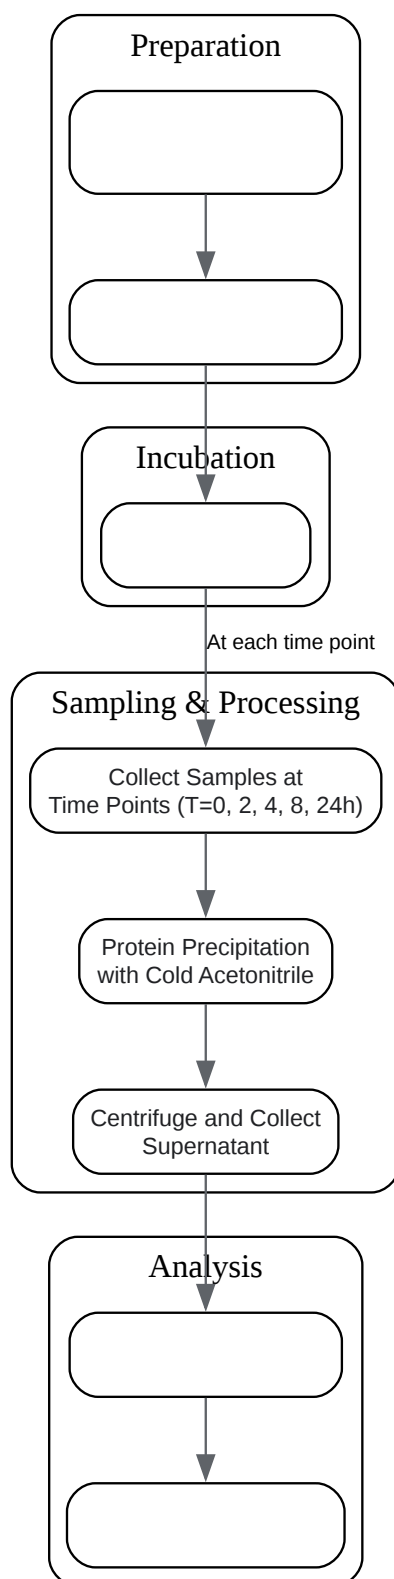 Preparation
Incubation
At each time point
Sampling & Processing
Collect Samples at
Time Points (T=0, 2, 4, 8, 24h)
Protein Precipitation
with Cold Acetonitrile
Centrifuge and Collect
Supernatant
Analysis